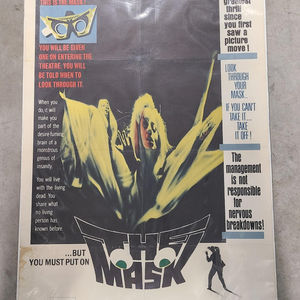 THIS IS THE MASK
YOU WILL BE GIVEN
ONE ON ENTERING THE
THEATRE: YOU WILL
BE TOLD WHEN TO
LOOK THROUGH IT.
When you
do, it will
make you
part of the
desire-fuming
brain of a
monstrous
genius of
insanity.
You will live
with the living
dead. You
share what
no living
person has
known before.
...BUT
YOU MUST PUT ON
THE
MASK
greatest
thrill
since
you first
saw a
picture
move!
LOOK
THROUGH
YOUR
MASK...
IF YOU CAN'T
TAKE IT...
TAKE
IT OFF!
The
management
is not
responsible
for
nervous
breakdowns!